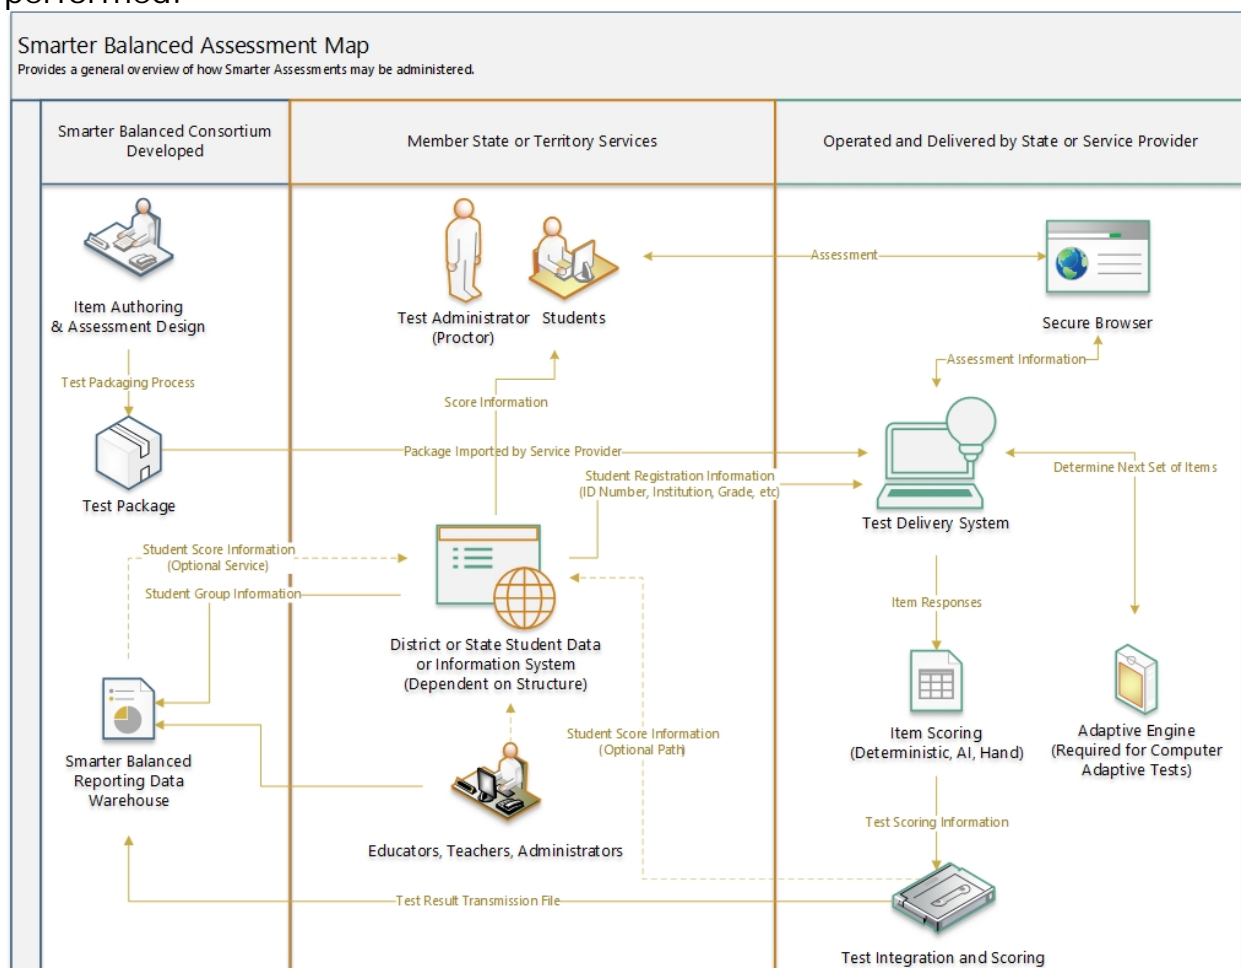 performed.
Smarter Balanced Assessment Map
Provides a general overview of how Smarter Assessments may be administered.
Smarter Balanced Consortium
Developed
Member State or Territory Services
Operated and Delivered by State or Service Provider
Item Authoring
& Assessment Design
Test Administrator
(Proctor)
Students
Assessment
Secure Browser
Test Packaging Process
Assessment Information
Score Information
Test Package
Package Imported by Service Provider
Student Registration Information
(ID Number, Institution, Grade, etc)
Determine Next Set of Items
Test Delivery System
Student Score Information
(Optional Service)
Student Group Information
Item Responses
District or State Student Data
or Information System
(Dependent on Structure)
Smarter Balanced
Reporting Data
Warehouse
Student Score Information
(Optional Path)
Item Scoring
(Deterministic, AI, Hand)
Adaptive Engine
(Required for Computer
Adaptive Tests)
Educators, Teachers, Administrators
Test Scoring Information
Test Result Transmission File
Test Integration and Scoring